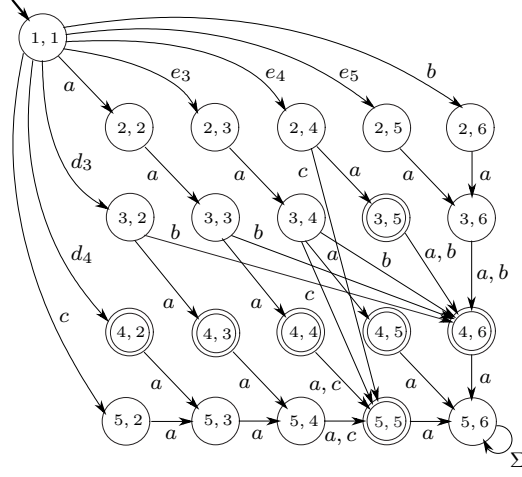 1, 1
a
e3
e4
e5
b
2, 2
2, 3
2, 4
2, 5
2, 6
d3
a
a
c
a
a
a
3, 2
3, 3
3, 4
3, 5
3, 6
b
b
a
b
a, b
a, b
d4
a
a
c
c
4, 2
4, 3
4, 4
4, 5
4, 6
a
a
a, c
a
a
5, 2
5, 3
5, 4
5, 5
5, 6
a
a
a, c
a
Σ